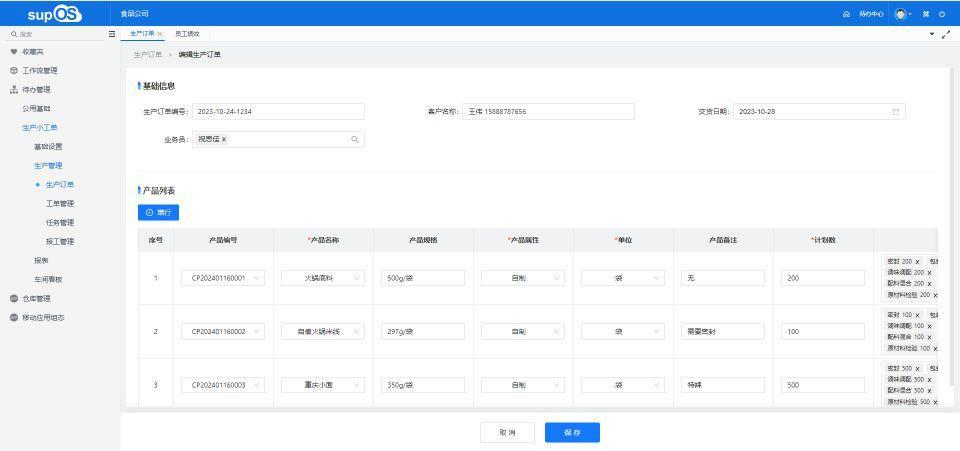 supOS 食品公司 待办中心
搜索 生产订单 员工绩效
收藏夹
工作流管理
待办管理
公用基础
生产小工单
基础设置
生产管理
生产订单
工单管理
任务管理
报工管理
报表
车间看板
仓库管理
移动应用组态
生产订单 > 编辑生产订单
基础信息
生产订单编号: 2023-10-24-1234 客户名称: 王伟 15888787656 交货日期: 2023-10-28
业务员: 祝思佳 x
产品列表
增行
序号 产品编号 *产品名称 产品规格 *产品属性 *单位 产品备注 *计划数
1 CP202401160001 火锅底料 500g/袋 自制 袋 无 200
密封 200 x 包
调味调配 200 x
配料混合 200 x
原材料检验 200 x
2 CP202401160002 自煮火锅米线 297g/袋 自制 袋 需要密封 100
密封 100 x 包
调味调配 100 x
配料混合 100 x
原材料检验 100 x
3 CP202401160003 重庆小面 350g/袋 自制 袋 特辣 500
密封 500 x 包
调味调配 500 x
配料混合 500 x
原材料检验 500 x
取 消 保 存